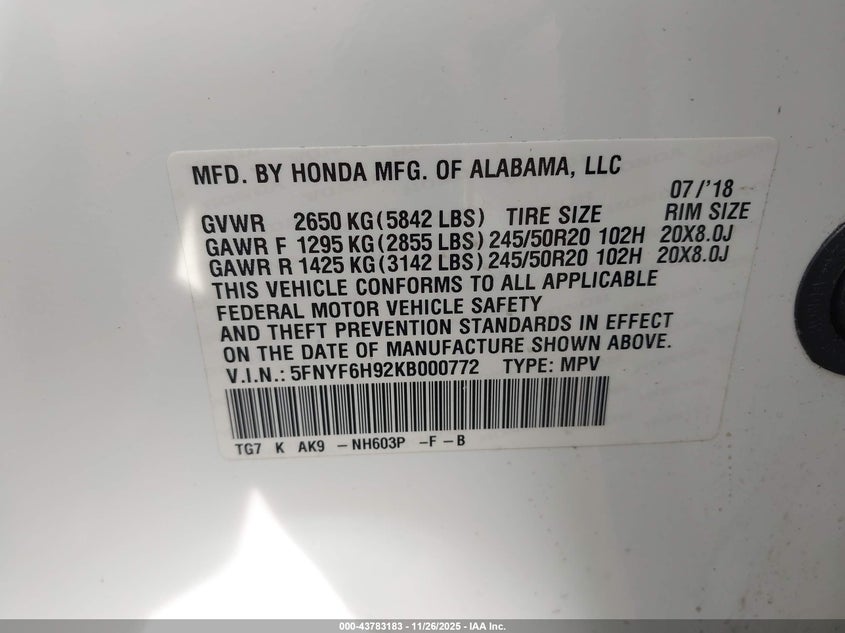 MFD. BY HONDA MFG. OF ALABAMA, LLC
07/'18
GVWR 2650 KG(5842 LBS) TIRE SIZE RIM SIZE
GAWR F 1295 KG(2855 LBS) 245/50R20 102H 20X8.0J
GAWR R 1425 KG(3142 LBS) 245/50R20 102H 20X8.0J
THIS VEHICLE CONFORMS TO ALL APPLICABLE
FEDERAL MOTOR VEHICLE SAFETY
AND THEFT PREVENTION STANDARDS IN EFFECT
ON THE DATE OF MANUFACTURE SHOWN ABOVE.
V.I.N.: 5FNYF6H92KB000772 TYPE: MPV
TG7 K AK9 -NH603P -F-B
000-43783183 - 11/26/2025 - IAA Inc.